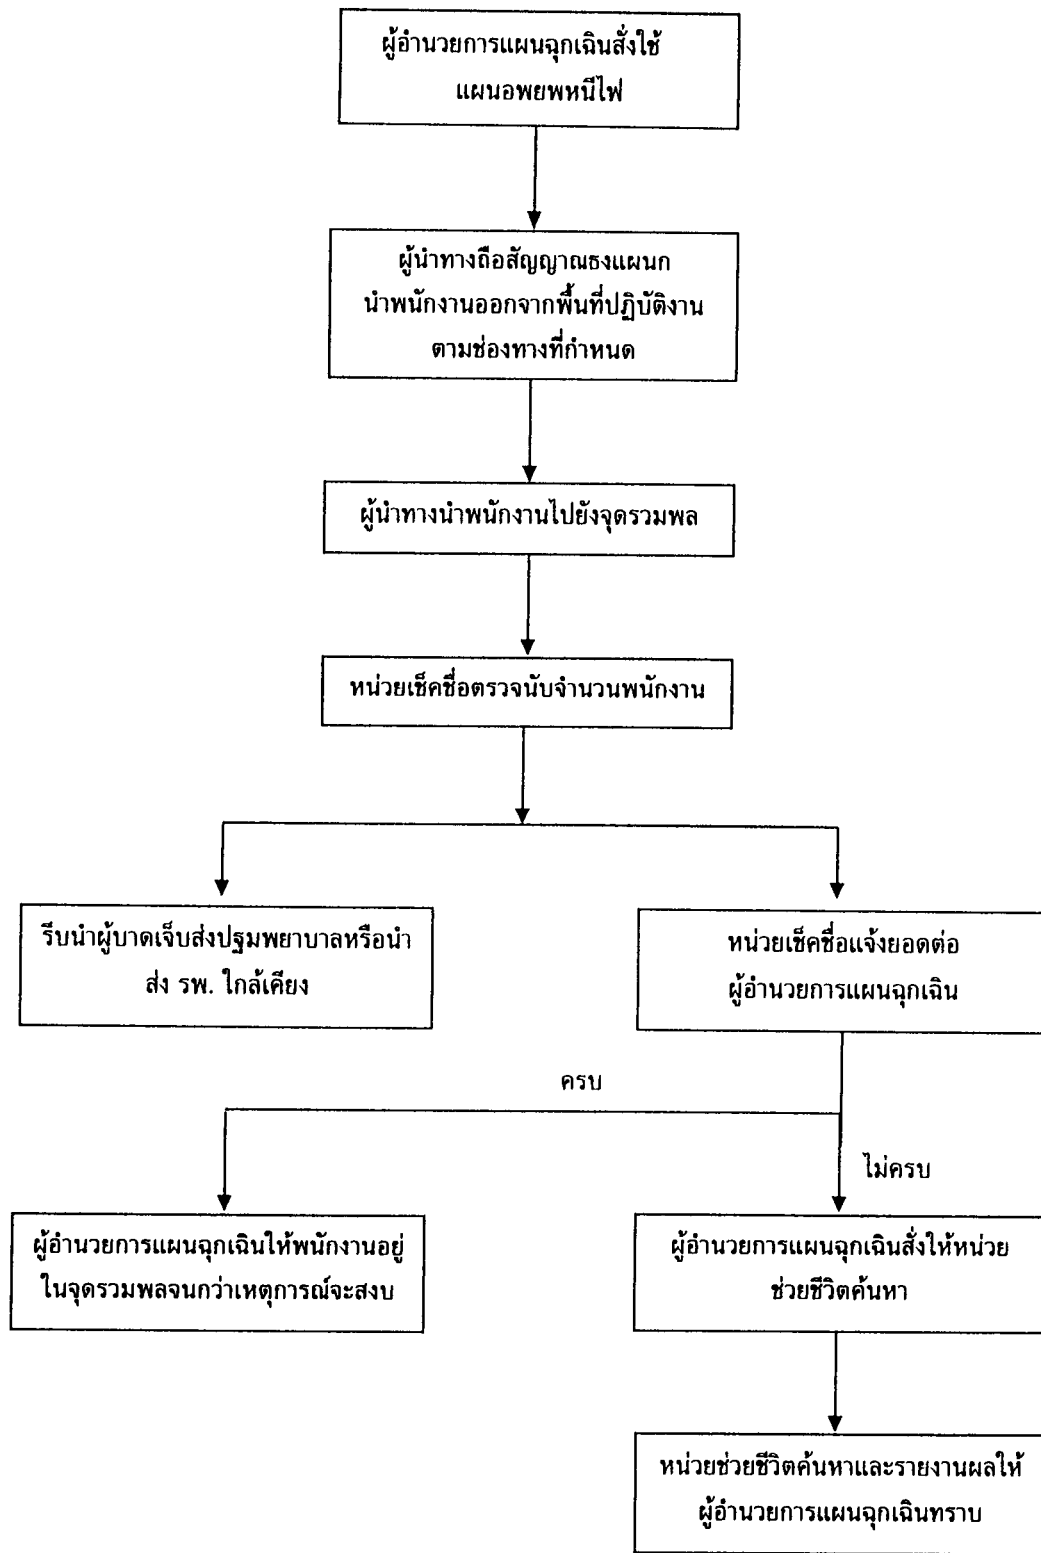 ผู้อำนวยการแผนฉุกเฉินสั่งใช้
แผนอพยพหนีไฟ
ผู้นำทางถือสัญญาณธงแผนก
นำพนักงานออกจากพื้นที่ปฏิบัติงาน
ตามช่องทางที่กำหนด
ผู้นำทางนำพนักงานไปยังจุดรวมพล
หน่วยเช็คชื่อตรวจนับจำนวนพนักงาน
รีบนำผู้บาดเจ็บส่งปฐมพยาบาลหรือนำ
ส่ง รพ. ใกล้เคียง
หน่วยเช็คชื่อแจ้งยอดต่อ
ผู้อำนวยการแผนฉุกเฉิน
ครบ
ไม่ครบ
ผู้อำนวยการแผนฉุกเฉินให้พนักงานอยู่
ในจุดรวมพลจนกว่าเหตุการณ์จะสงบ
ผู้อำนวยการแผนฉุกเฉินสั่งให้หน่วย
ช่วยชีวิตค้นหา
หน่วยช่วยชีวิตค้นหาและรายงานผลให้
ผู้อำนวยการแผนฉุกเฉินทราบ